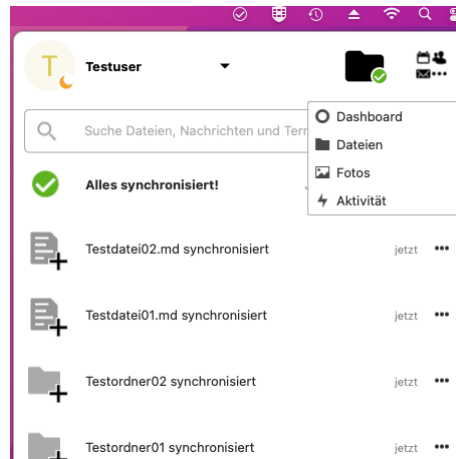 T
Testuser
Suche Dateien, Nachrichten und
Dashboard
Dateien
Fotos
Aktivität
Alles synchronisiert!
Testdatei02.md synchronisiert
jetzt
Testdatei01.md synchronisiert
jetzt
Testordner02 synchronisiert
jetzt
Testordner01 synchronisiert
jetzt